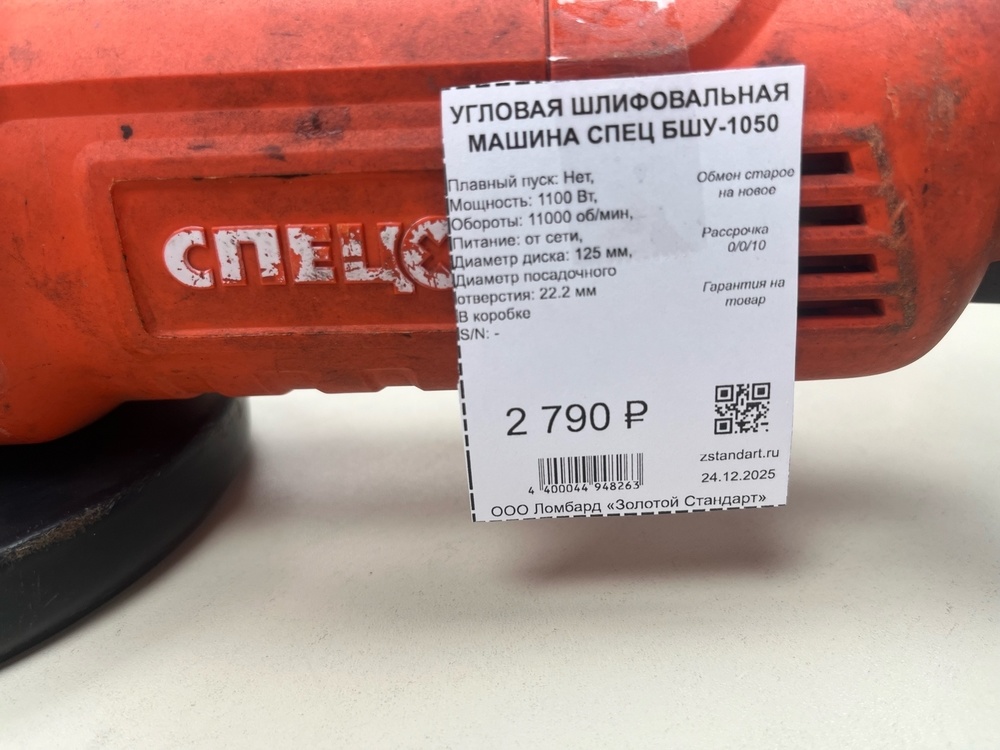 УГЛОВАЯ ШЛИФОВАЛЬНАЯ
МАШИНА СПЕЦ БШУ-1050
Плавный пуск: Нет,
Мощность: 1100 Вт,
Обороты: 11000 об/мин,
Питание: от сети,
Диаметр диска: 125 мм,
Диаметр посадочного
отверстия: 22.2 мм
В коробке
S/N: -
Обмен старое
на новое
Рассрочка
0/0/10
Гарантия на
товар
СПЕЦ
2 790 ₽
zstandart.ru
24.12.2025
4 400044 948263
ООО Ломбард «Золотой Стандарт»